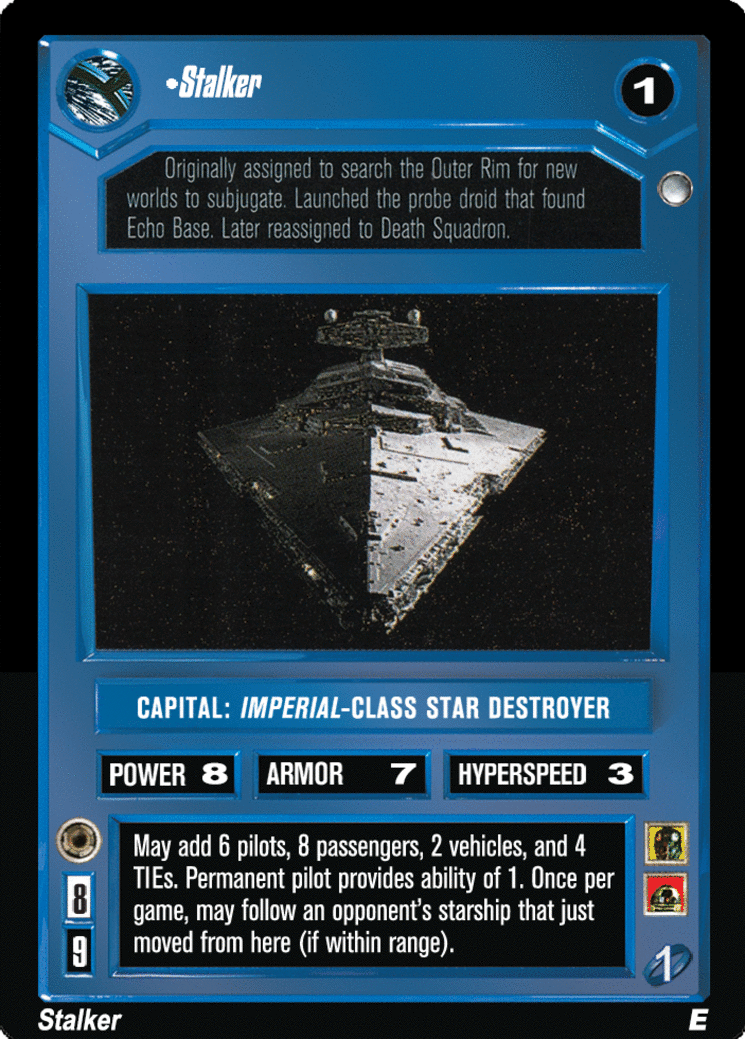 •Stalker
1
Originally assigned to search the Outer Rim for new
worlds to subjugate. Launched the probe droid that found
Echo Base. Later reassigned to Death Squadron.
CAPITAL: IMPERIAL-CLASS STAR DESTROYER
POWER 8
ARMOR 7
HYPERSPEED 3
May add 6 pilots, 8 passengers, 2 vehicles, and 4
TIEs. Permanent pilot provides ability of 1. Once per
game, may follow an opponent's starship that just
moved from here (if within range).
8
9
1
Stalker
E